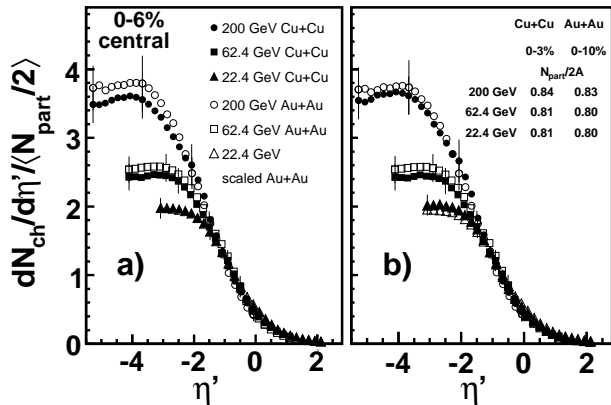 dN_ch/dη'/⟨N_part/2⟩
4
3
2
1
0
0-6%
central
200 GeV Cu+Cu
62.4 GeV Cu+Cu
22.4 GeV Cu+Cu
200 GeV Au+Au
62.4 GeV Au+Au
22.4 GeV
scaled Au+Au
a)
-4 -2 0 2
η'
Cu+Cu Au+Au
0-3% 0-10%
N_part/2A
200 GeV 0.84 0.83
62.4 GeV 0.81 0.80
22.4 GeV 0.81 0.80
b)
-4 -2 0 2
η'